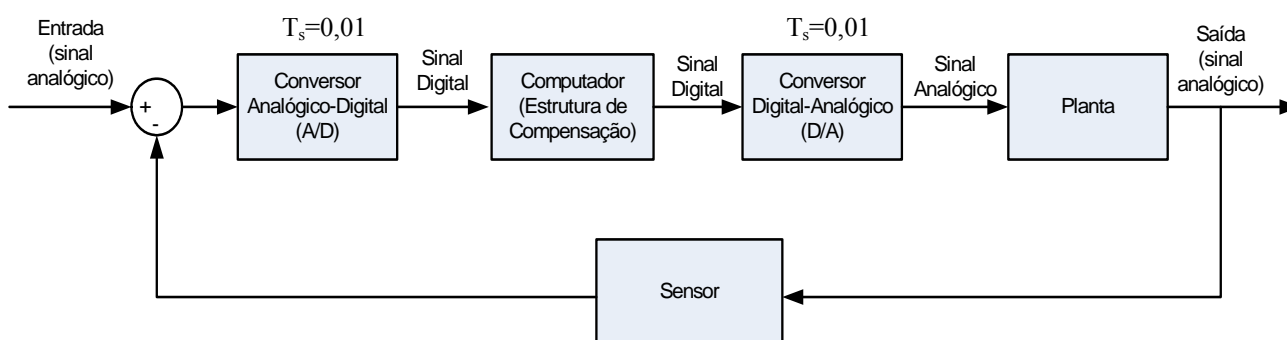 Entrada
(sinal
analógico)
+
-
Tₛ=0,01
Conversor
Analógico-Digital
(A/D)
Sinal
Digital
Computador
(Estrutura de
Compensação)
Sinal
Digital
Tₛ=0,01
Conversor
Digital-Analógico
(D/A)
Sinal
Analógico
Planta
Saída
(sinal
analógico)
Sensor